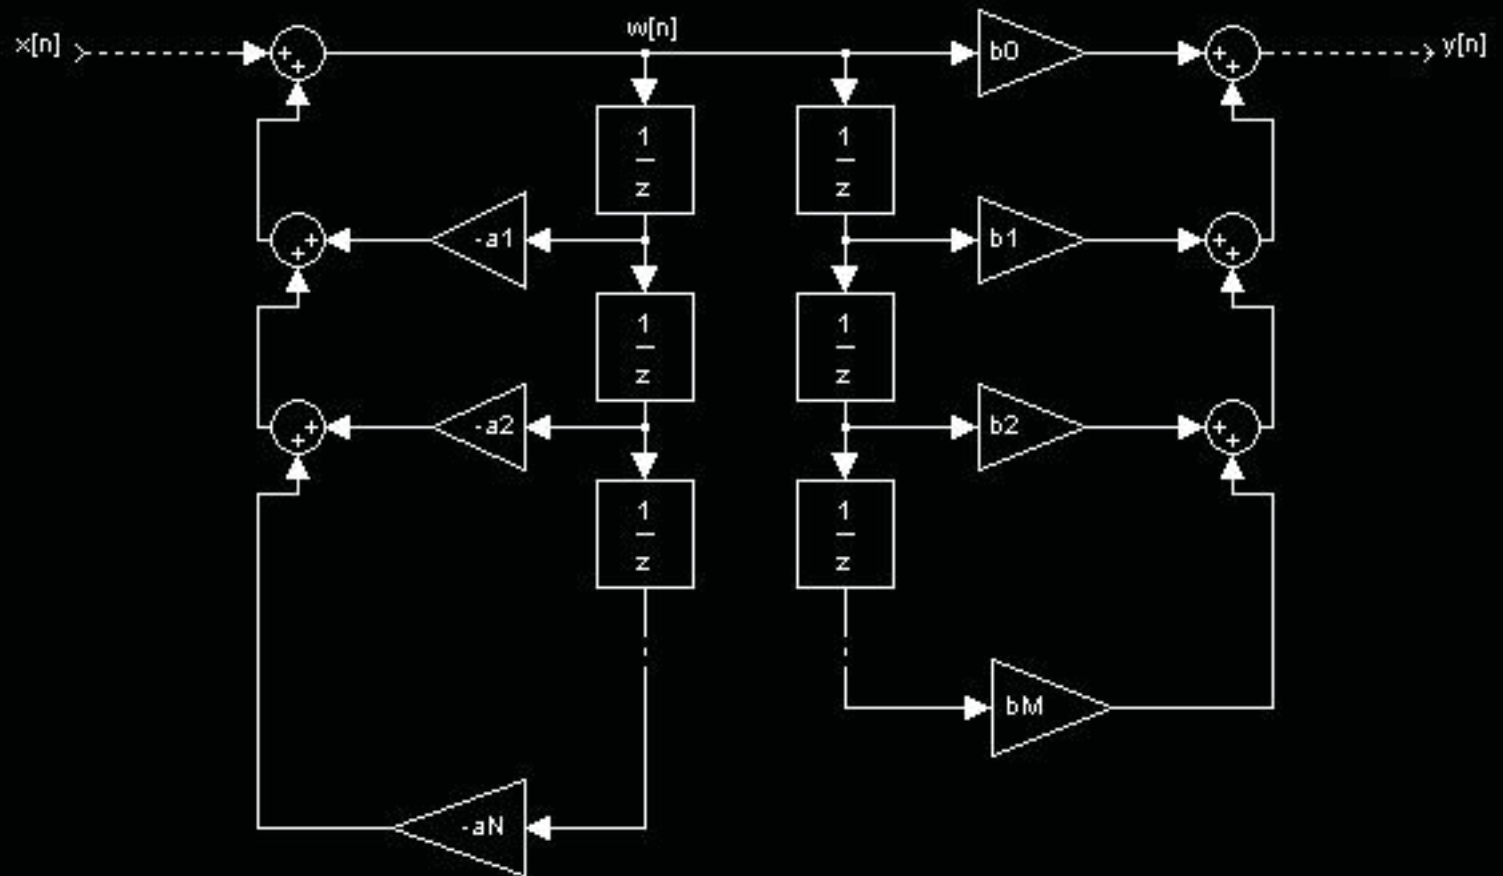 w[n]
x[n] + + b0 + + y[n]
1 1
z z
+ + -a1 b1 + +
1 1
z z
+ + -a2 b2 + +
1 1
z z
bM
-aN